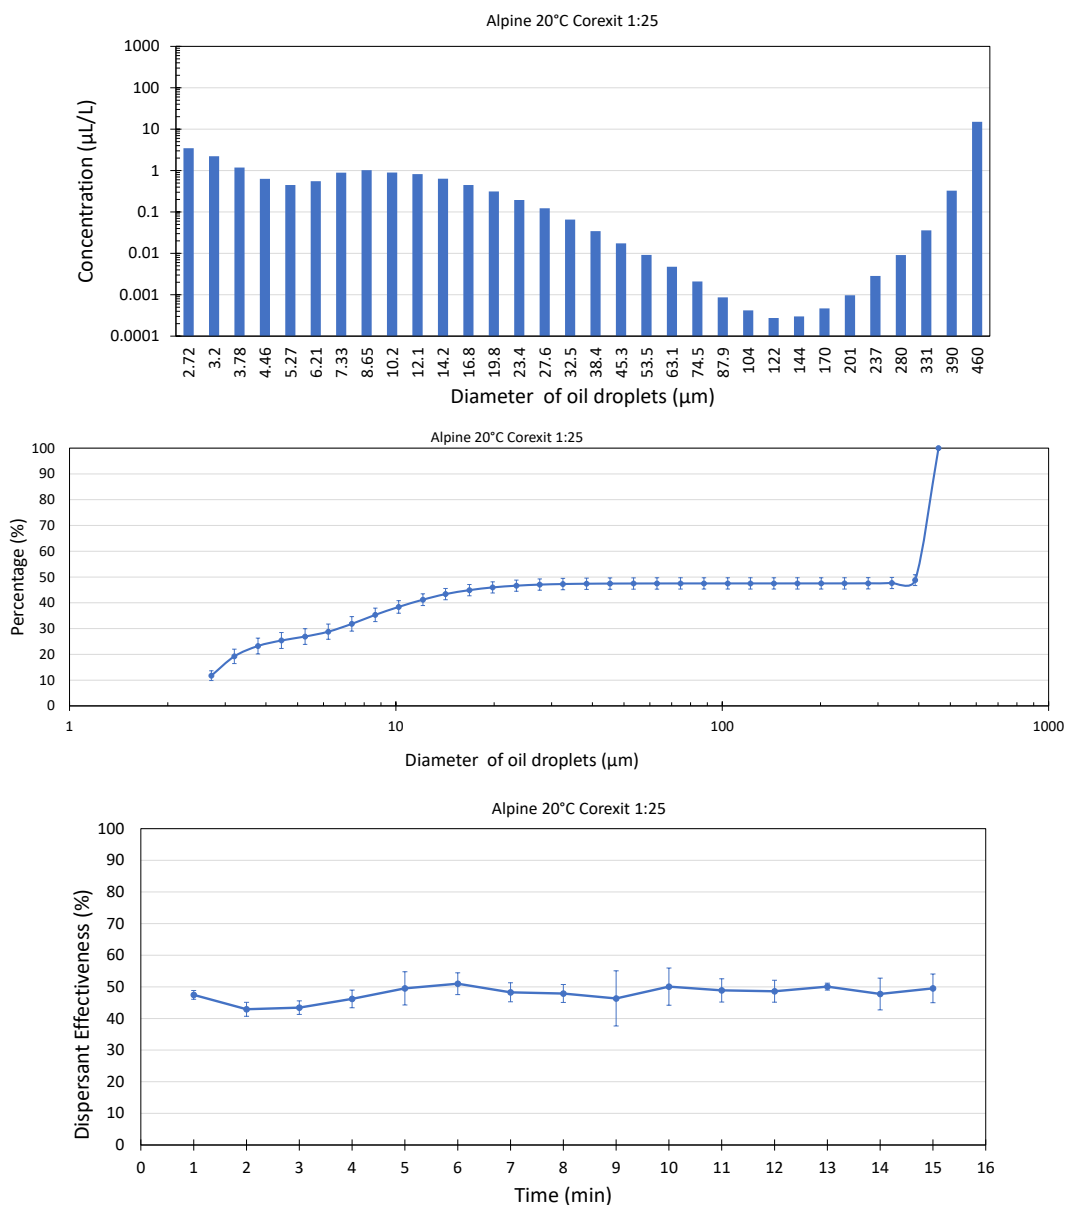 Alpine 20°C Corexit 1:25
1000
100
10
1
0.1
0.01
0.001
0.0001
Concentration (µL/L)
2.72 3.2 3.78 4.46 5.27 6.21 7.33 8.65 10.2 12.1 14.2 16.8 19.8 23.4 27.6 32.5 38.4 45.3 53.5 63.1 74.5 87.9 104 122 144 170 201 237 280 331 390 460
Diameter of oil droplets (µm)
Alpine 20°C Corexit 1:25
100
90
80
70
60
50
40
30
20
10
0
Percentage (%)
1 10 100 1000
Diameter of oil droplets (µm)
Alpine 20°C Corexit 1:25
100
90
80
70
60
50
40
30
20
10
0
Dispersant Effectiveness (%)
0 1 2 3 4 5 6 7 8 9 10 11 12 13 14 15 16
Time (min)